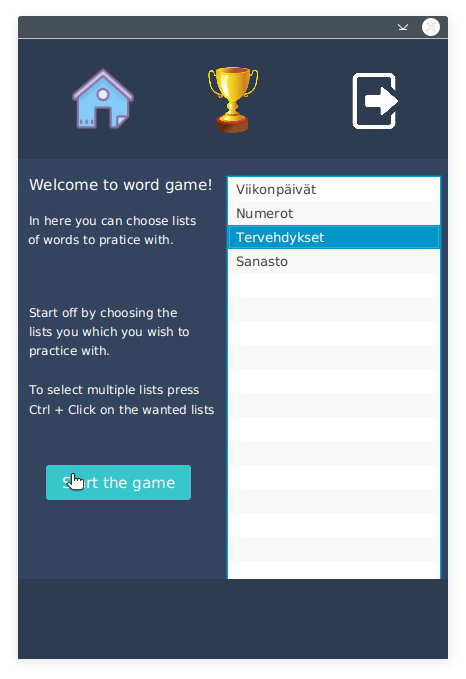 Welcome to word game!
In here you can choose lists
of words to pratice with.
Start off by choosing the
lists you which you wish to
practice with.
To select multiple lists press
Ctrl + Click on the wanted lists
Start the game
Viikonpäivät
Numerot
Tervehdykset
Sanasto